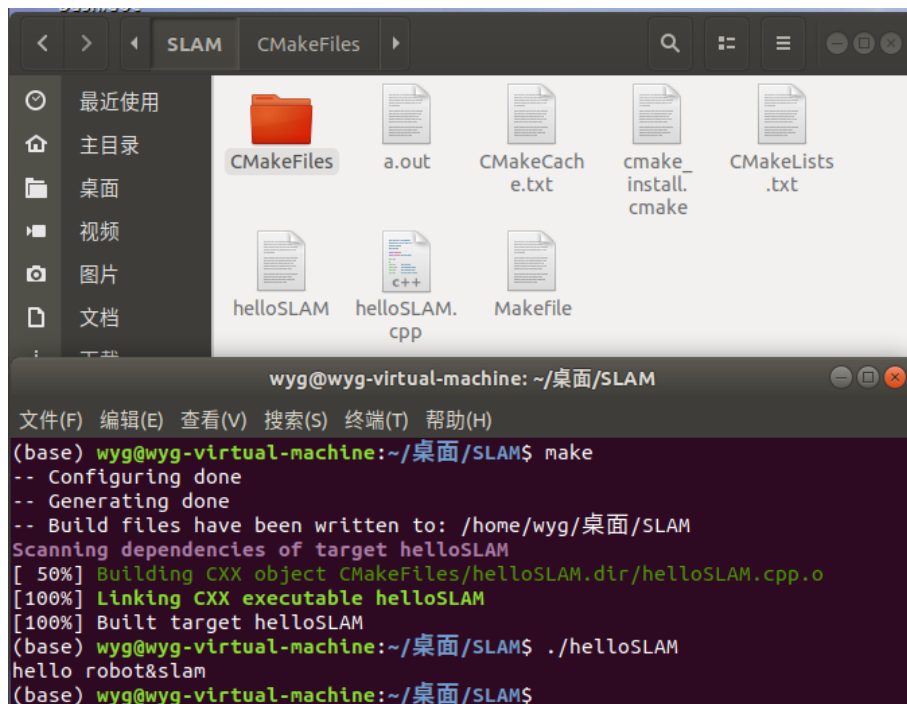 SLAM CMakeFiles
最近使用
主目录
桌面
视频
图片
文档
CMakeFiles a.out CMakeCach cmake_ CMakeLists
e.txt install. .txt
cmake
helloSLAM helloSLAM. Makefile
cpp
c++
wyg@wyg-virtual-machine: ~/桌面/SLAM
文件(F) 编辑(E) 查看(V) 搜索(S) 终端(T) 帮助(H)
(base) wyg@wyg-virtual-machine:~/桌面/SLAM$ make
-- Configuring done
-- Generating done
-- Build files have been written to: /home/wyg/桌面/SLAM
Scanning dependencies of target helloSLAM
[ 50%] Building CXX object CMakeFiles/helloSLAM.dir/helloSLAM.cpp.o
[100%] Linking CXX executable helloSLAM
[100%] Built target helloSLAM
(base) wyg@wyg-virtual-machine:~/桌面/SLAM$ ./helloSLAM
hello robot&slam
(base) wyg@wyg-virtual-machine:~/桌面/SLAM$